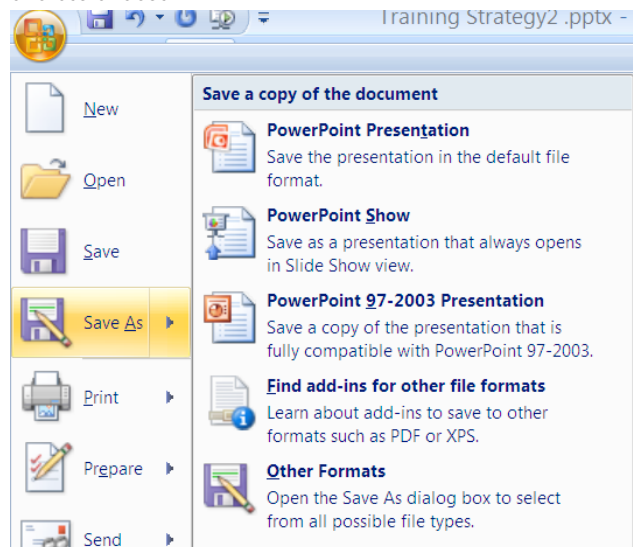 Training Strategy2 .pptx -
New
Open
Save
Save As
Print
Prepare
Send
Save a copy of the document
PowerPoint Presentation
Save the presentation in the default file
format.
PowerPoint Show
Save as a presentation that always opens
in Slide Show view.
PowerPoint 97-2003 Presentation
Save a copy of the presentation that is
fully compatible with PowerPoint 97-2003.
Find add-ins for other file formats
Learn about add-ins to save to other
formats such as PDF or XPS.
Other Formats
Open the Save As dialog box to select
from all possible file types.